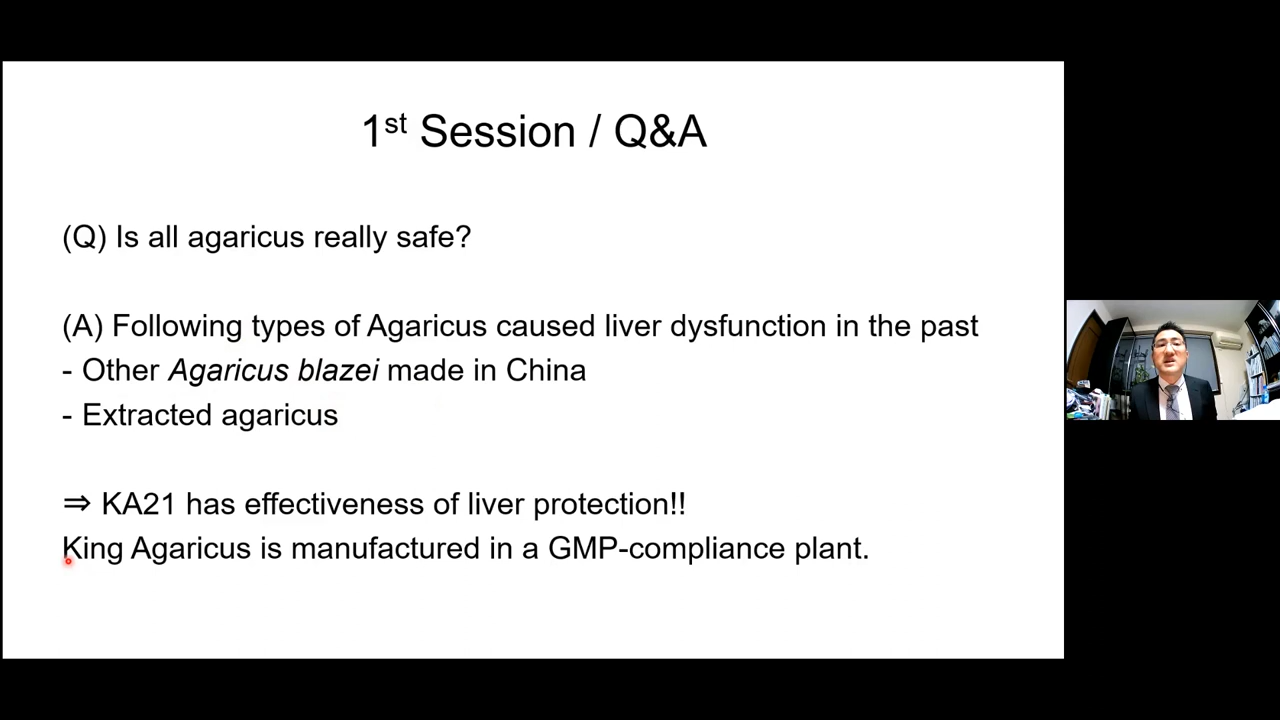 1st Session / Q&A
(Q) Is all agaricus really safe?
(A) Following types of Agaricus caused liver dysfunction in the past
- Other Agaricus blazei made in China
- Extracted agaricus
⇒ KA21 has effectiveness of liver protection!!
King Agaricus is manufactured in a GMP-compliance plant.